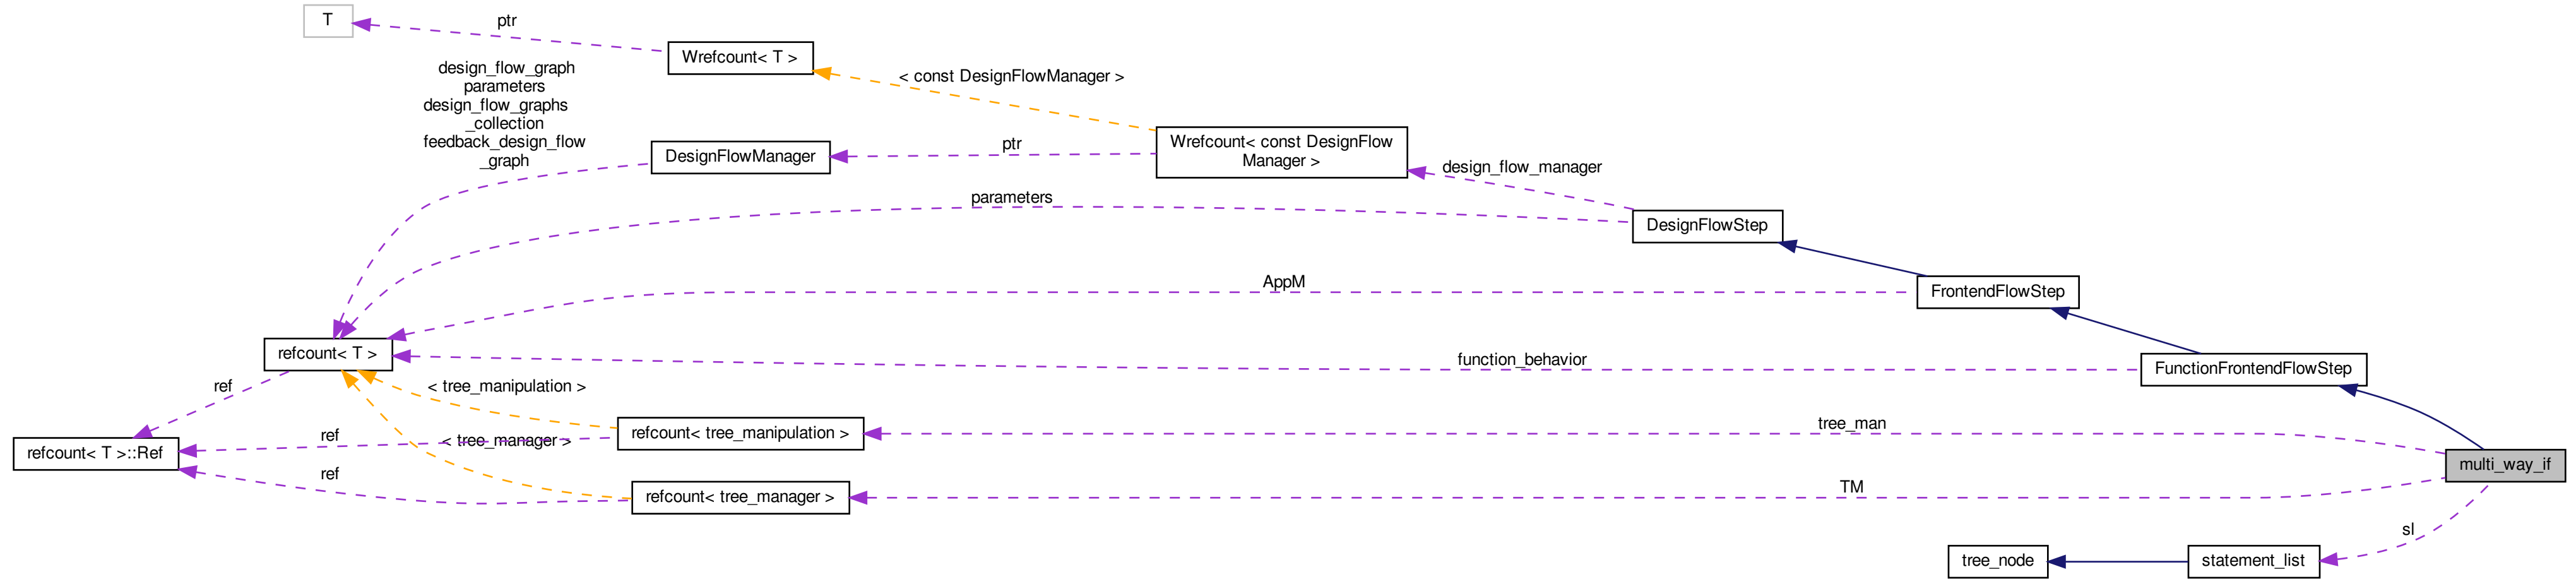 T
ptr
Wrefcount< T >
design_flow_graph
parameters
design_flow_graphs
_collection
feedback_design_flow
_graph
< const DesignFlowManager >
DesignFlowManager
ptr
Wrefcount< const DesignFlow
Manager >
design_flow_manager
parameters
DesignFlowStep
AppM
FrontendFlowStep
refcount< T >
function_behavior
FunctionFrontendFlowStep
ref
< tree_manipulation >
refcount< T >::Ref
ref
< tree_manager >
refcount< tree_manipulation >
tree_man
multi_way_if
ref
refcount< tree_manager >
TM
sl
tree_node
statement_list